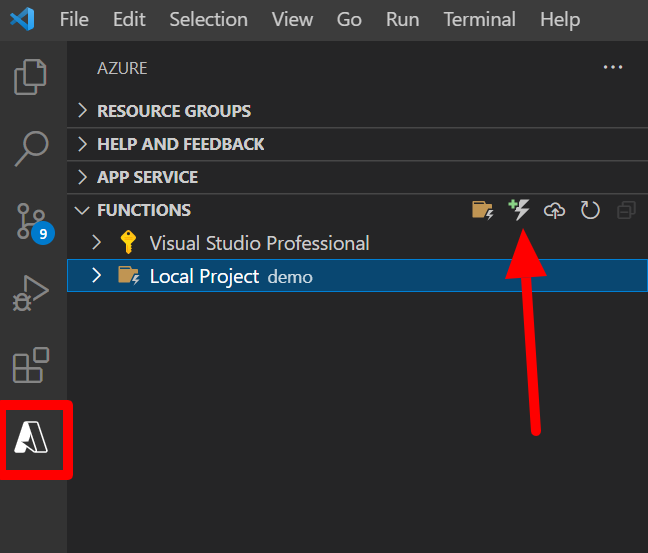 File Edit Selection View Go Run Terminal Help
AZURE
RESOURCE GROUPS
HELP AND FEEDBACK
APP SERVICE
FUNCTIONS
9
Visual Studio Professional
Local Project demo